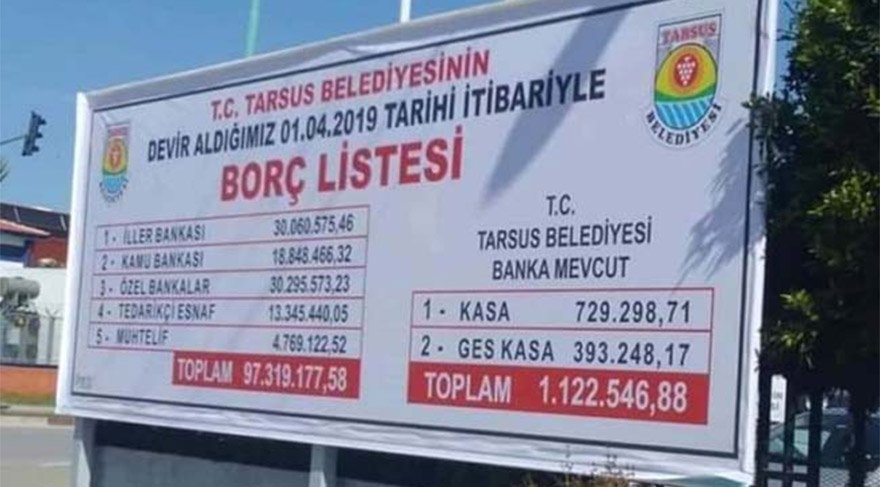 T.C. TARSUS BELEDİYESİNİN
DEVİR ALDIĞIMIZ 01.04.2019 TARİHİ İTİBARİYLE
BORÇ LİSTESİ
TARSUS
BELEDİYESİ
1 - İLLER BANKASI 30.060.575,46
2 - KAMU BANKASI 18.848.466,32
3 - ÖZEL BANKALAR 30.295.573,23
4 - TEDARİKÇİ ESNAF 13.345.440,05
5 - MUHTELİF 4.769.122,52
TOPLAM 97.319.177,58
T.C.
TARSUS BELEDİYESİ
BANKA MEVCUT
1 - KASA 729.298,71
2 - GES KASA 393.248,17
TOPLAM 1.122.546,88